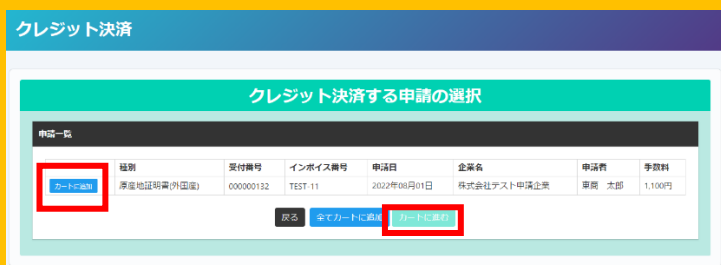 クレジット決済
クレジット決済する申請の選択
申請一覧
種別 受付番号 インボイス番号 申請日 企業名 申請者 手数料
カートに追加 原産地証明書(外国産) 000000132 TEST-11 2022年08月01日 株式会社テスト申請企業 東商 太郎 1,100円
戻る 全てカートに追加 カートに進む